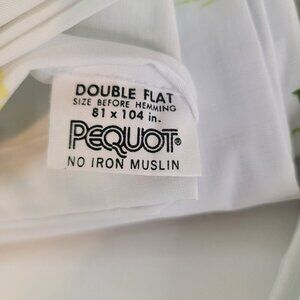 DOUBLE FLAT
SIZE BEFORE HEMMING
81 x 104 in.
PEQUOT®
NO IRON MUSLIN